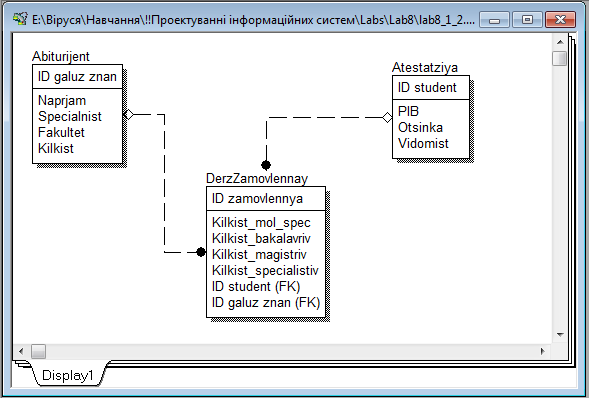 E:\Віруся\Навчання\!!Проектуванні інформаційних систем\Labs\Lab8\lab8_1_2....
Abiturijent
ID galuz znan
Naprjam
Specialnist
Fakultet
Kilkist
Atestatziya
ID student
PIB
Otsinka
Vidomist
DerzZamovlennay
ID zamovlennya
Kilkist_mol_spec
Kilkist_bakalavriv
Kilkist_magistriv
Kilkist_specialistiv
ID student (FK)
ID galuz znan (FK)
Display1